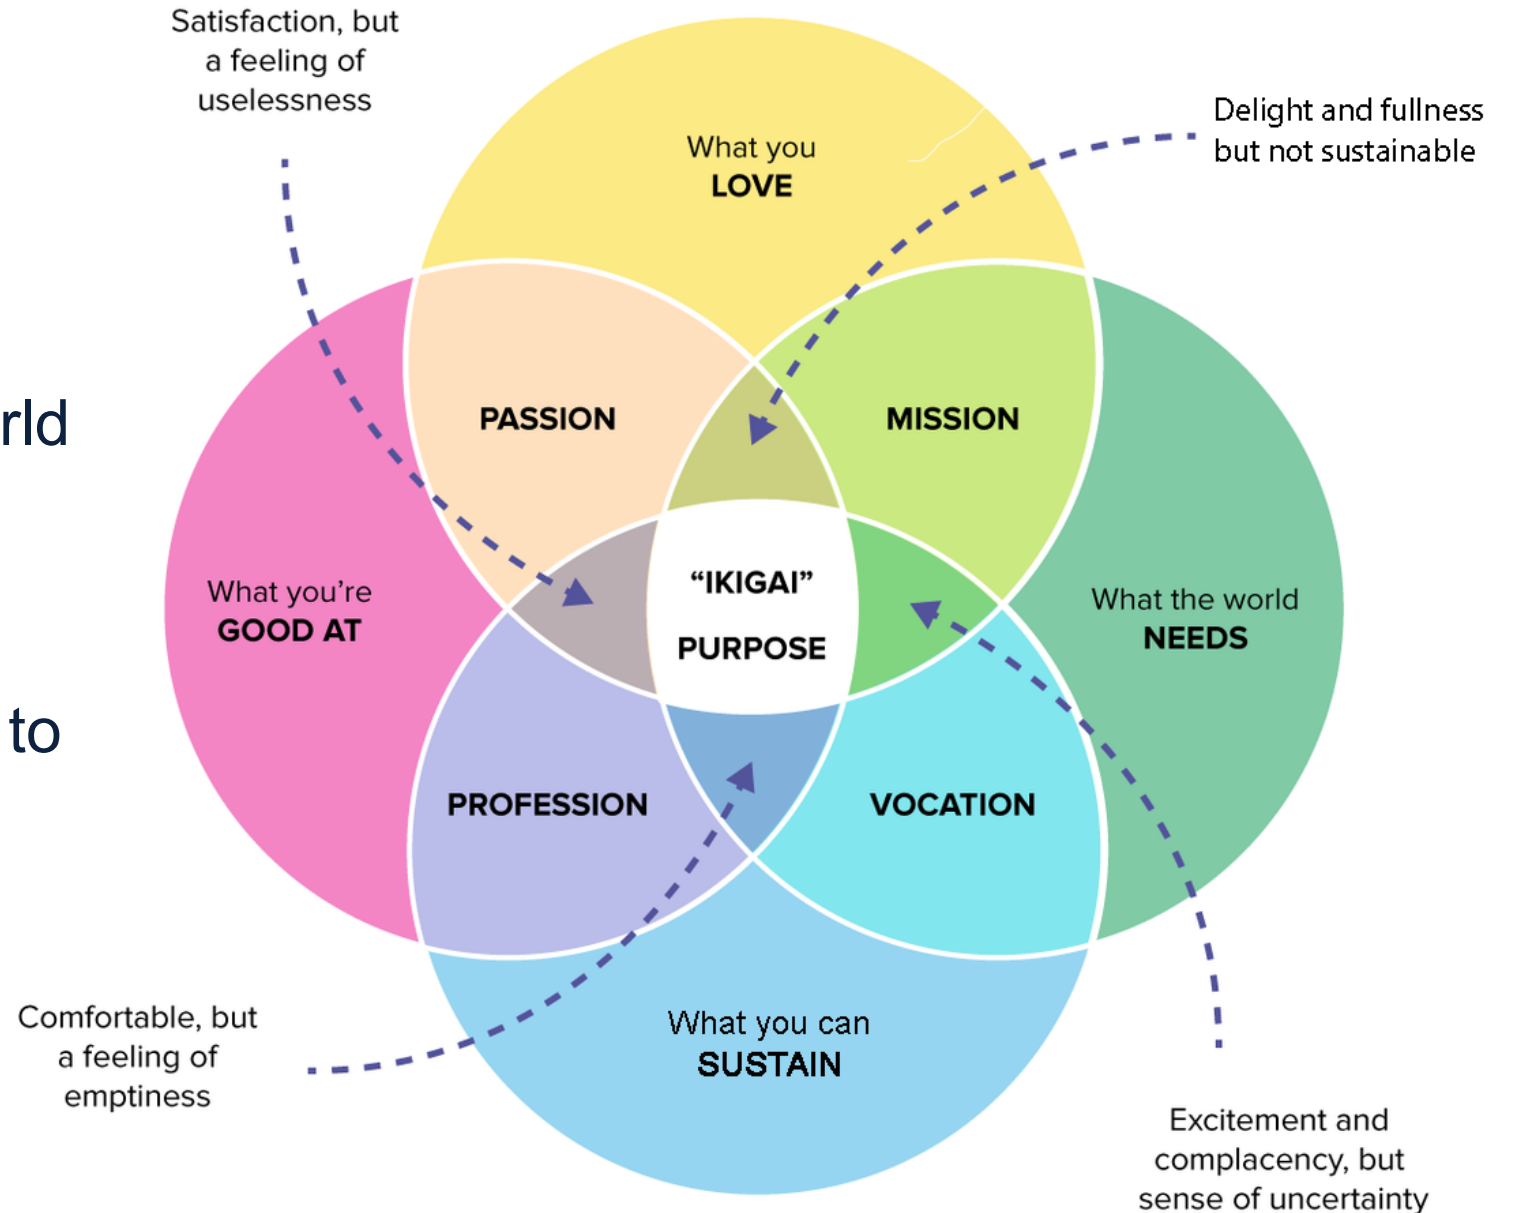 Satisfaction, but
a feeling of
uselessness
Delight and fullness
but not sustainable
What you
LOVE
rld
PASSION
MISSION
What you're
GOOD AT
"IKIGAI"
PURPOSE
What the world
NEEDS
to
PROFESSION
VOCATION
What you can
SUSTAIN
Comfortable, but
a feeling of
emptiness
Excitement and
complacency, but
sense of uncertainty